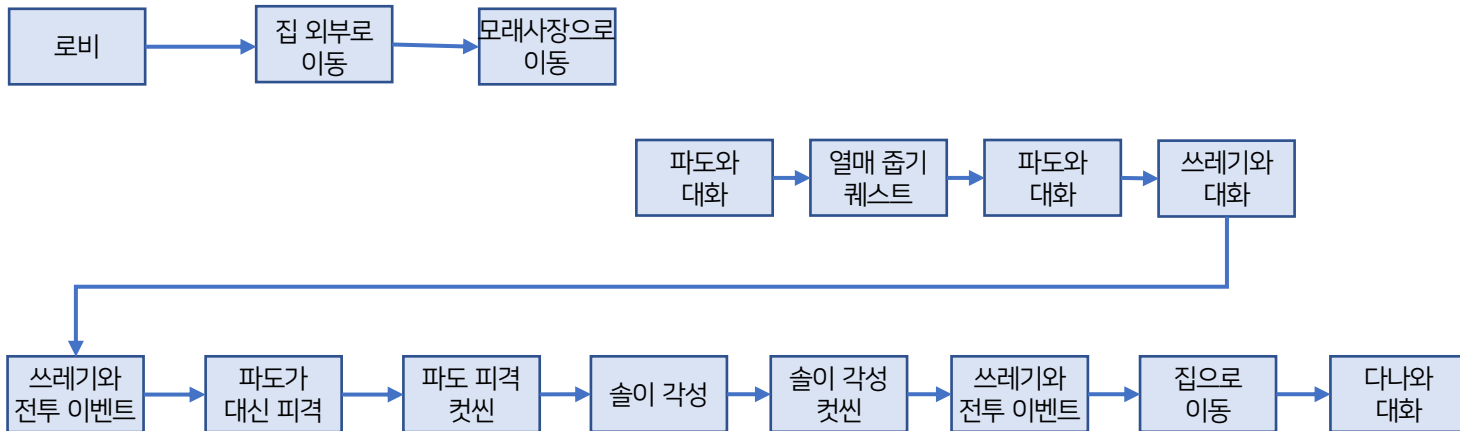 로비
집 외부로
이동
모래사장으로
이동
파도와
대화
열매 줍기
퀘스트
파도와
대화
쓰레기와
대화
쓰레기와
전투 이벤트
파도가
대신 피격
파도 피격
컷씬
솔이 각성
솔이 각성
컷씬
쓰레기와
전투 이벤트
집으로
이동
다나와
대화